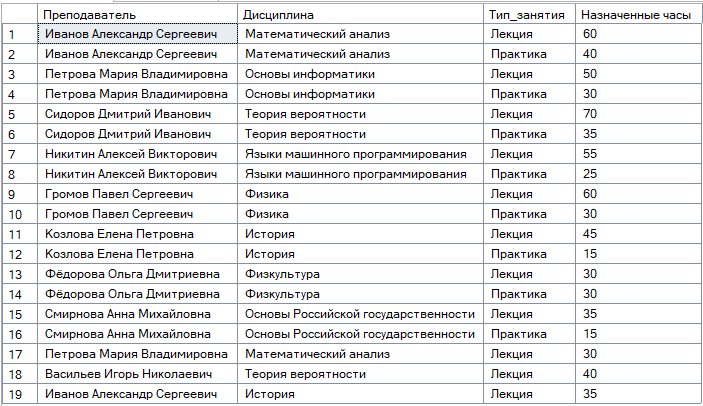 Преподаватель Дисциплина Тип_занятия Назначенные часы
1 Иванов Александр Сергеевич Математический анализ Лекция 60
2 Иванов Александр Сергеевич Математический анализ Практика 40
3 Петрова Мария Владимировна Основы информатики Лекция 50
4 Петрова Мария Владимировна Основы информатики Практика 30
5 Сидоров Дмитрий Иванович Теория вероятности Лекция 70
6 Сидоров Дмитрий Иванович Теория вероятности Практика 35
7 Никитин Алексей Викторович Языки машинного программирования Лекция 55
8 Никитин Алексей Викторович Языки машинного программирования Практика 25
9 Громов Павел Сергеевич Физика Лекция 60
10 Громов Павел Сергеевич Физика Практика 30
11 Козлова Елена Петровна История Лекция 45
12 Козлова Елена Петровна История Практика 15
13 Фёдорова Ольга Дмитриевна Физкультура Лекция 30
14 Фёдорова Ольга Дмитриевна Физкультура Практика 30
15 Смирнова Анна Михайловна Основы Российской государственности Лекция 35
16 Смирнова Анна Михайловна Основы Российской государственности Практика 15
17 Петрова Мария Владимировна Математический анализ Лекция 30
18 Васильев Игорь Николаевич Теория вероятности Лекция 40
19 Иванов Александр Сергеевич История Лекция 35